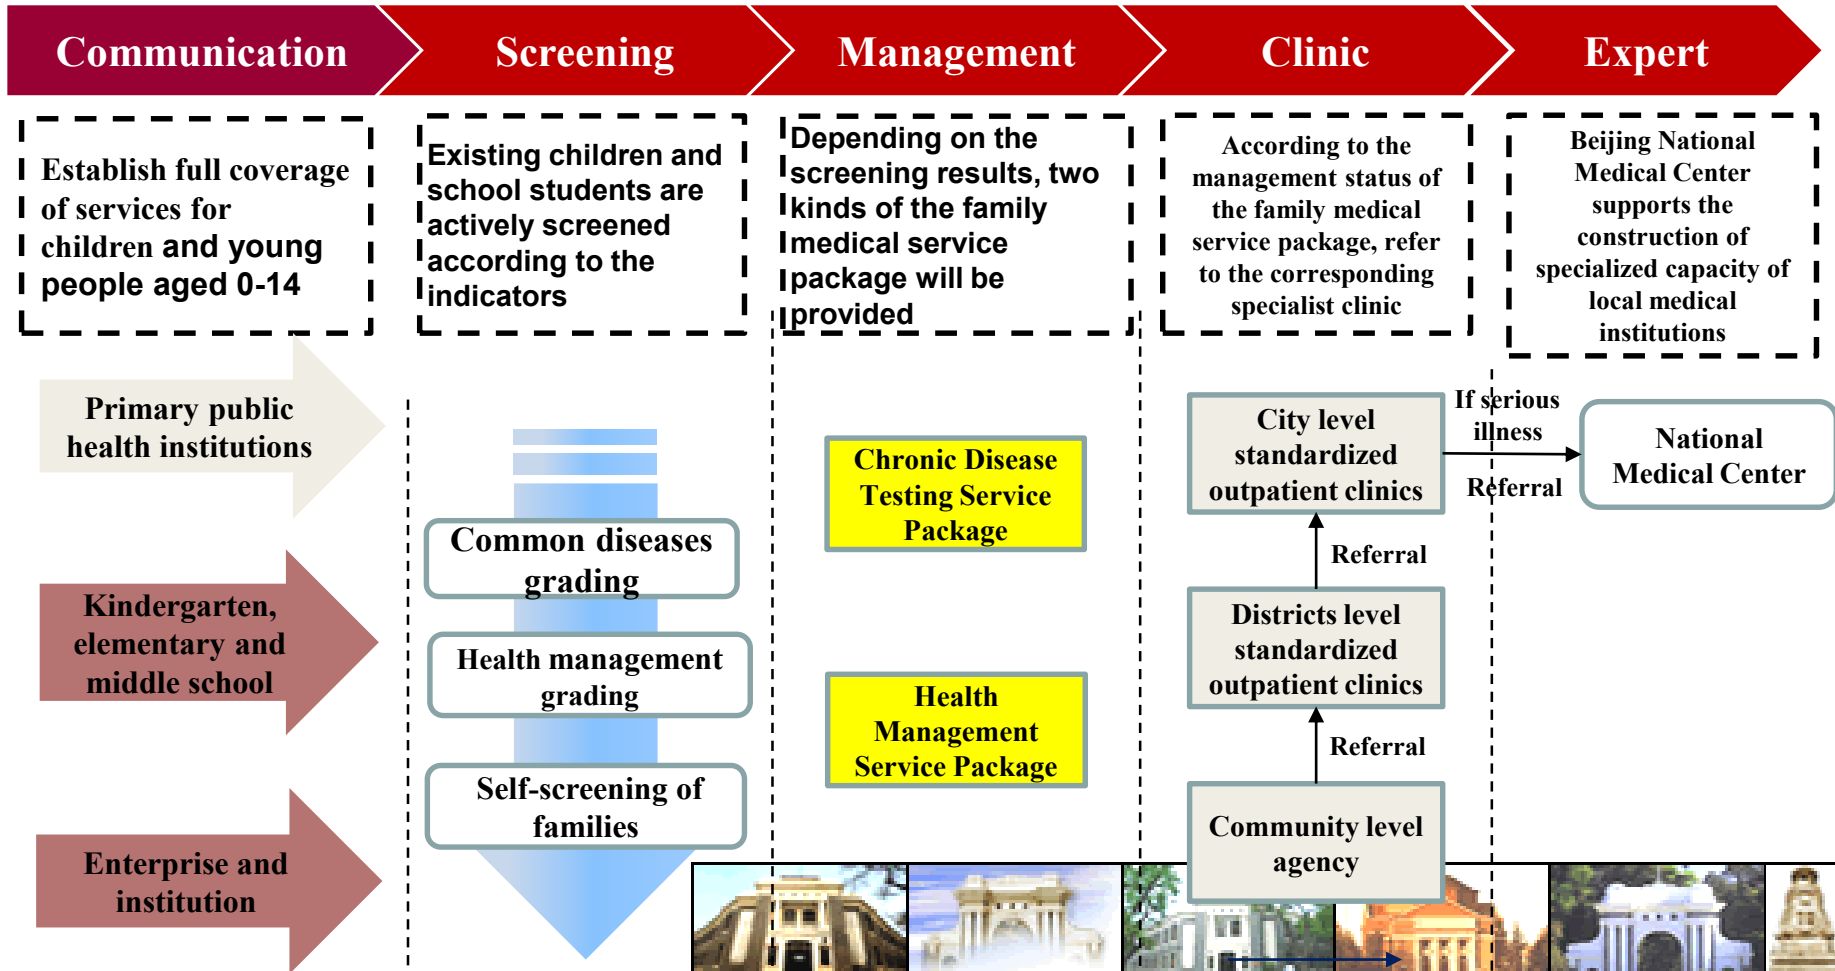 Communication
Screening
Management
Clinic
Expert
Establish full coverage
of services for
children and young
people aged 0-14
Existing children and
school students are
actively screened
according to the
indicators
Depending on the
screening results, two
kinds of the family
medical service
package will be
provided
According to the
management status of
the family medical
service package, refer
to the corresponding
specialist clinic
Beijing National
Medical Center
supports the
construction of
specialized capacity of
local medical
institutions
Primary public
health institutions
Kindergarten,
elementary and
middle school
Enterprise and
institution
Common diseases
grading
Health management
grading
Self-screening of
families
Chronic Disease
Testing Service
Package
Health
Management
Service Package
City level
standardized
outpatient clinics
Referral
Districts level
standardized
outpatient clinics
Referral
Community level
agency
If serious
illness
Referral
National
Medical Center